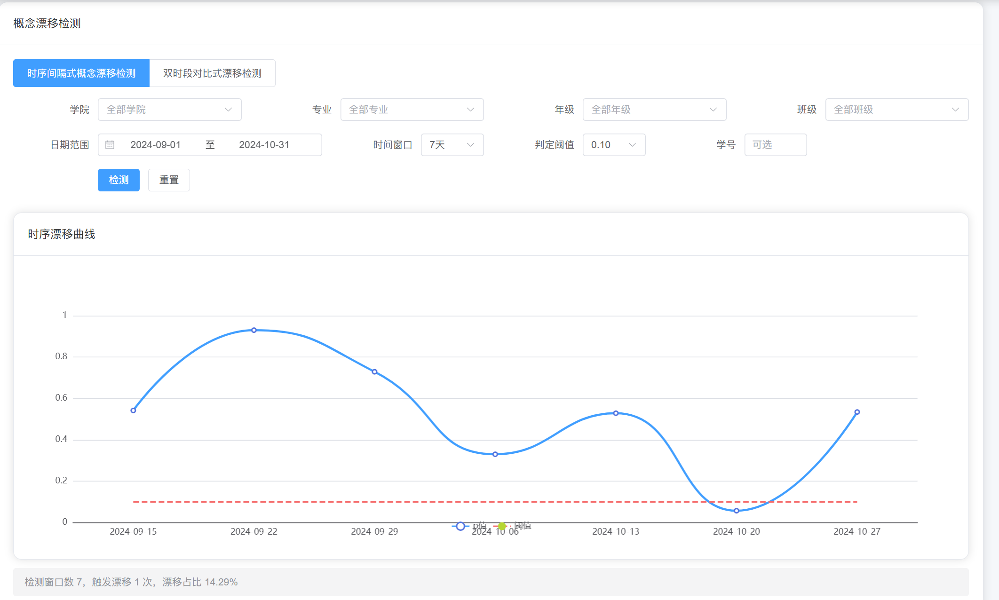 概念漂移检测
时序间隔式概念漂移检测 双时段对比式漂移检测
学院 全部学院 专业 全部专业 年级 全部年级 班级 全部班级
日期范围 2024-09-01 至 2024-10-31 时间窗口 7天 判定阈值 0.10 学号 可选
检测 重置
时序漂移曲线
1
0.8
0.6
0.4
0.2
0
p值 阈值
2024-09-15 2024-09-22 2024-09-29 2024-10-06 2024-10-13 2024-10-20 2024-10-27
检测窗口数 7，触发漂移 1 次，漂移占比 14.29%